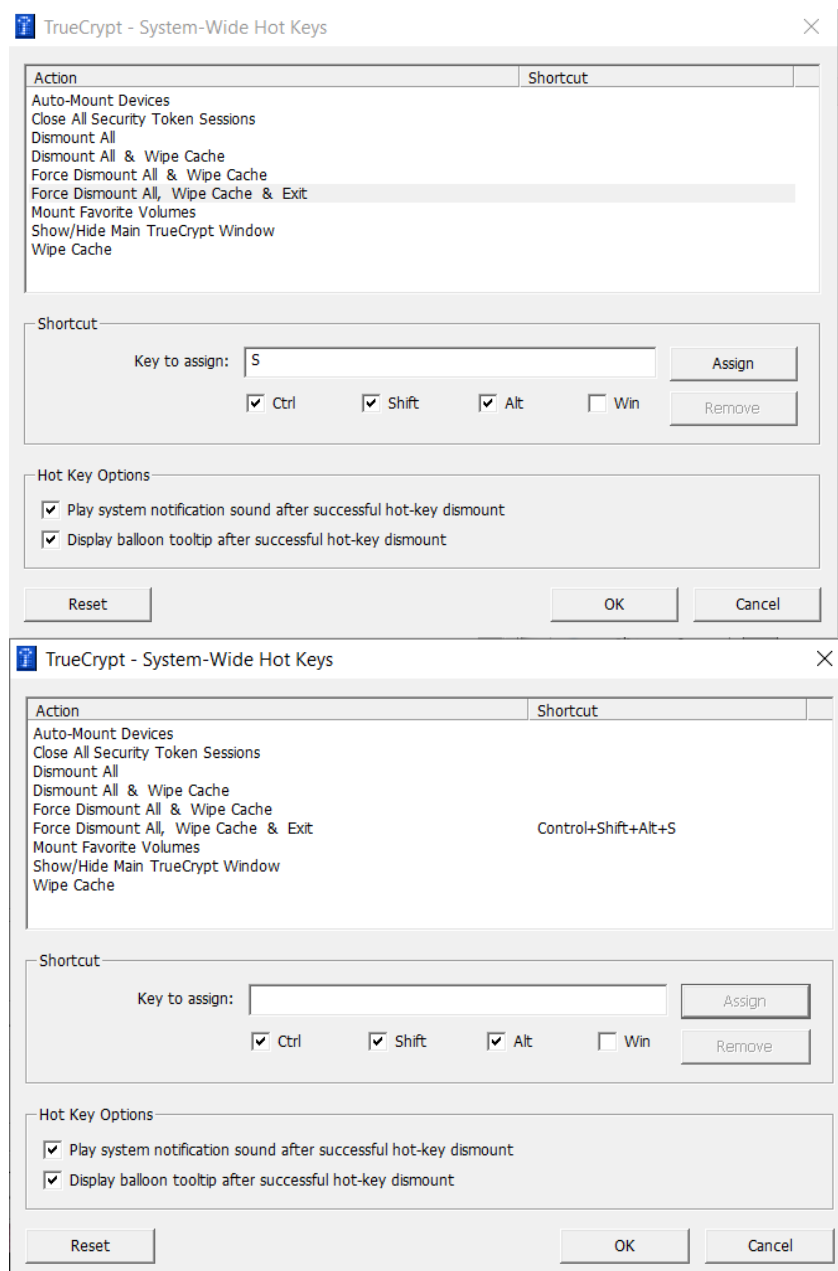 TrueCrypt - System-Wide Hot Keys
Action Shortcut
Auto-Mount Devices
Close All Security Token Sessions
Dismount All
Dismount All & Wipe Cache
Force Dismount All & Wipe Cache
Force Dismount All, Wipe Cache & Exit
Mount Favorite Volumes
Show/Hide Main TrueCrypt Window
Wipe Cache
Shortcut
Key to assign: S Assign
Ctrl Shift Alt Win Remove
Hot Key Options
Play system notification sound after successful hot-key dismount
Display balloon tooltip after successful hot-key dismount
Reset OK Cancel
TrueCrypt - System-Wide Hot Keys
Action Shortcut
Auto-Mount Devices
Close All Security Token Sessions
Dismount All
Dismount All & Wipe Cache
Force Dismount All & Wipe Cache
Force Dismount All, Wipe Cache & Exit Control+Shift+Alt+S
Mount Favorite Volumes
Show/Hide Main TrueCrypt Window
Wipe Cache
Shortcut
Key to assign: Assign
Ctrl Shift Alt Win Remove
Hot Key Options
Play system notification sound after successful hot-key dismount
Display balloon tooltip after successful hot-key dismount
Reset OK Cancel